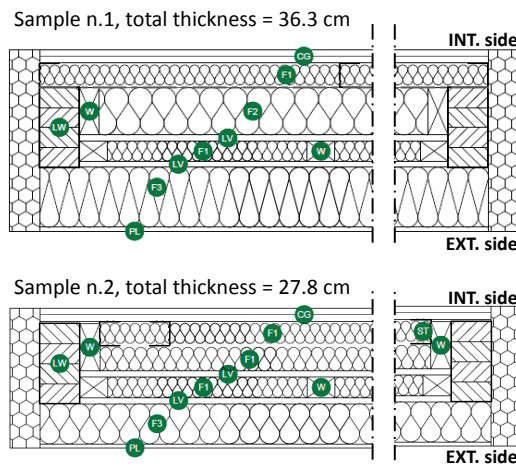 Sample n.1, total thickness = 36.3 cm
INT. side
CG
F1
W
F2
LW
LV
F1
W
LV
F3
PL
EXT. side
Sample n.2, total thickness = 27.8 cm
INT. side
CG
F1
ST
W
W
LW
F1
LV
F1
W
LV
F3
PL
EXT. side